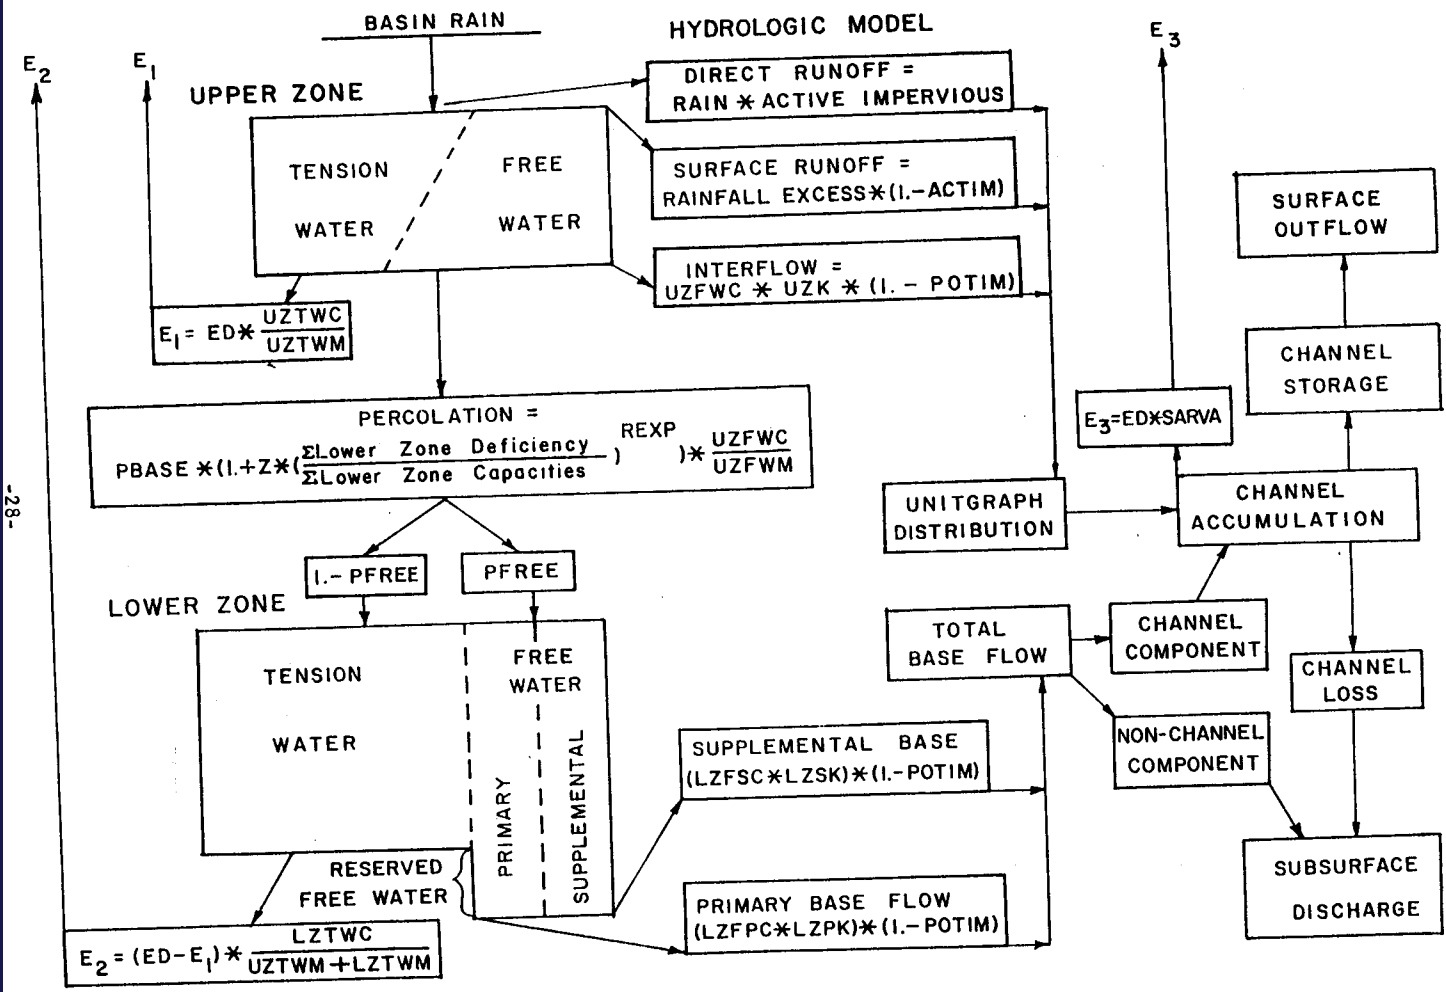 BASIN RAIN
HYDROLOGIC MODEL
E2
E1
E3
UPPER ZONE
DIRECT RUNOFF =
RAIN * ACTIVE IMPERVIOUS
TENSION
WATER
FREE
WATER
SURFACE RUNOFF =
RAINFALL EXCESS*(1.-ACTIM)
INTERFLOW =
UZFWC * UZK * (1. - POTIM)
SURFACE
OUTFLOW
E1 = ED* UZTWC
UZTWM
CHANNEL
STORAGE
E3=ED*SARVA
PERCOLATION =
PBASE *(1.+Z*(ΣLower Zone Deficiency
ΣLower Zone Capacities)REXP)* UZFWC
UZFWM
-28-
UNITGRAPH
DISTRIBUTION
CHANNEL
ACCUMULATION
1.- PFREE
PFREE
LOWER ZONE
TENSION
WATER
FREE
WATER
PRIMARY
SUPPLEMENTAL
TOTAL
BASE FLOW
CHANNEL
COMPONENT
CHANNEL
LOSS
NON-CHANNEL
COMPONENT
SUPPLEMENTAL BASE
(LZFSC*LZSK)*(1.-POTIM)
RESERVED
FREE WATER
PRIMARY BASE FLOW
(LZFPC*LZPK)*(1.-POTIM)
SUBSURFACE
DISCHARGE
E2 = (ED-E1)* LZTWC
UZTWM+LZTWM